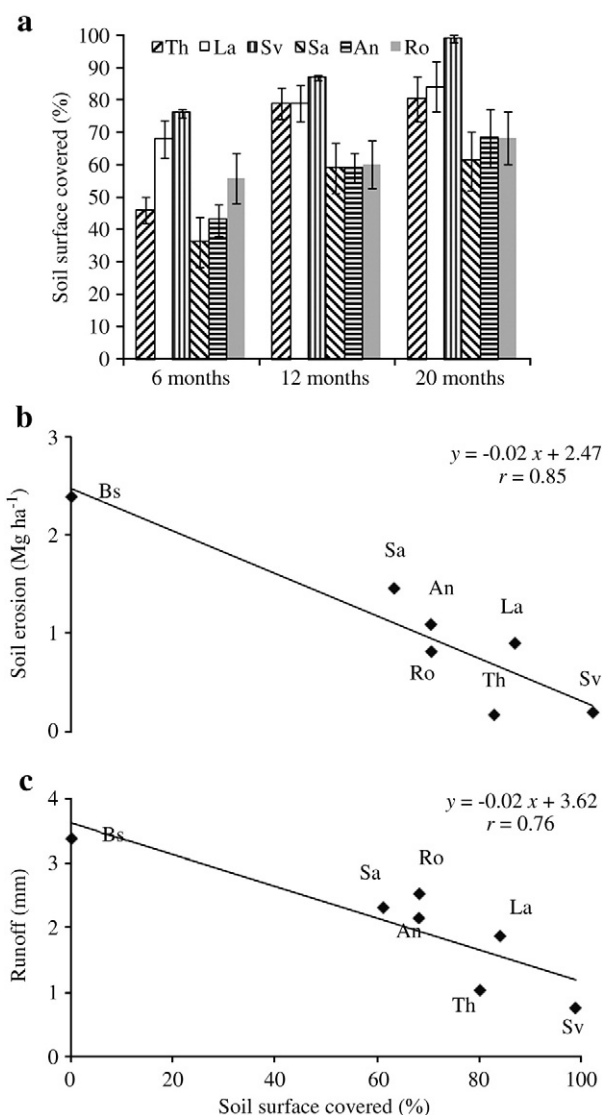 a
Th La Sv Sa An Ro
100
90
80
70
60
50
40
30
20
10
0
Soil surface covered (%)
6 months 12 months 20 months
b
3
2
1
0
Soil erosion (Mg ha⁻¹)
y = -0.02 x + 2.47
r = 0.85
Bs
Sa
An
La
Ro
Th
Sv
c
4
3
2
1
0
Runoff (mm)
y = -0.02 x + 3.62
r = 0.76
Bs
Sa
Ro
An
La
Th
Sv
0 20 40 60 80 100
Soil surface covered (%)